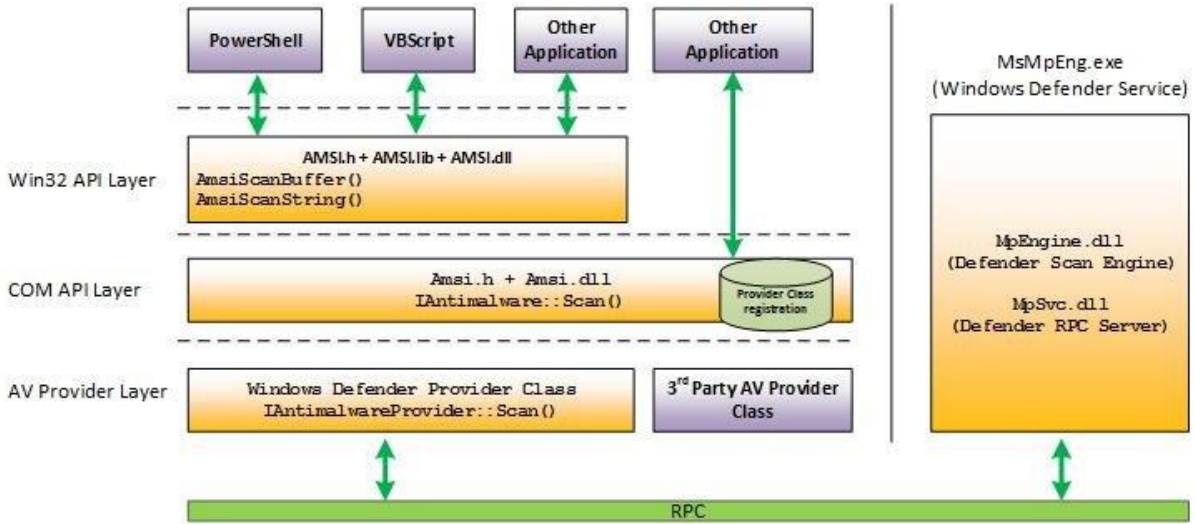 PowerShell
VBScript
Other
Application
Other
Application
MsMpEng.exe
(Windows Defender Service)
Win32 API Layer
AMSI.h + AMSI.lib + AMSI.dll
AmsiScanBuffer()
AmsiScanString()
COM API Layer
Amsi.h + Amsi.dll
IAntimalware::Scan()
Provider Class
registration
MpEngine.dll
(Defender Scan Engine)
MpSvc.dll
(Defender RPC Server)
AV Provider Layer
Windows Defender Provider Class
IAntimalwareProvider::Scan()
3rd Party AV Provider
Class
RPC